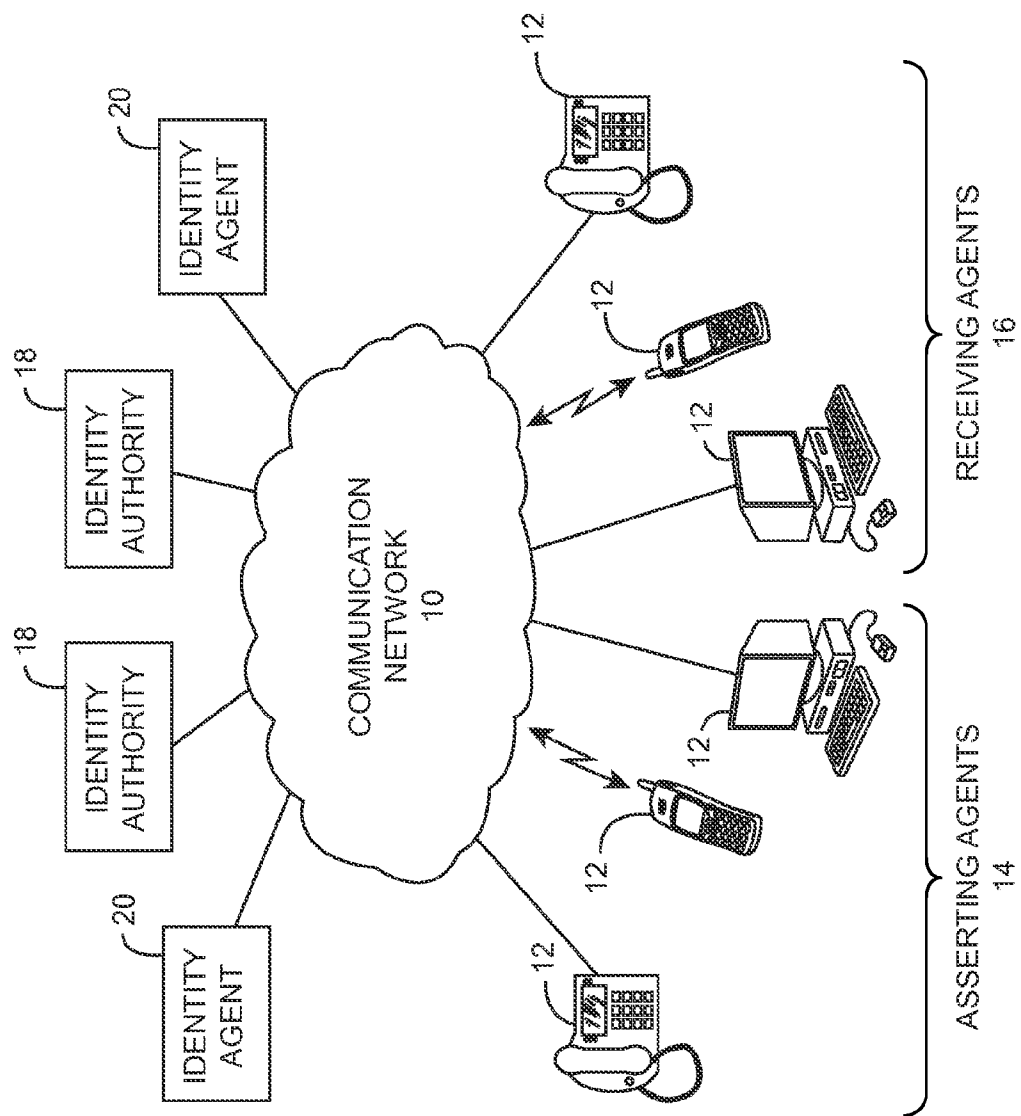 20
IDENTITY
AGENT
18
IDENTITY
AUTHORITY
18
IDENTITY
AUTHORITY
20
IDENTITY
AGENT
COMMUNICATION
NETWORK
10
12
12
12
12
12
12
ASSERTING AGENTS
14
RECEIVING AGENTS
16